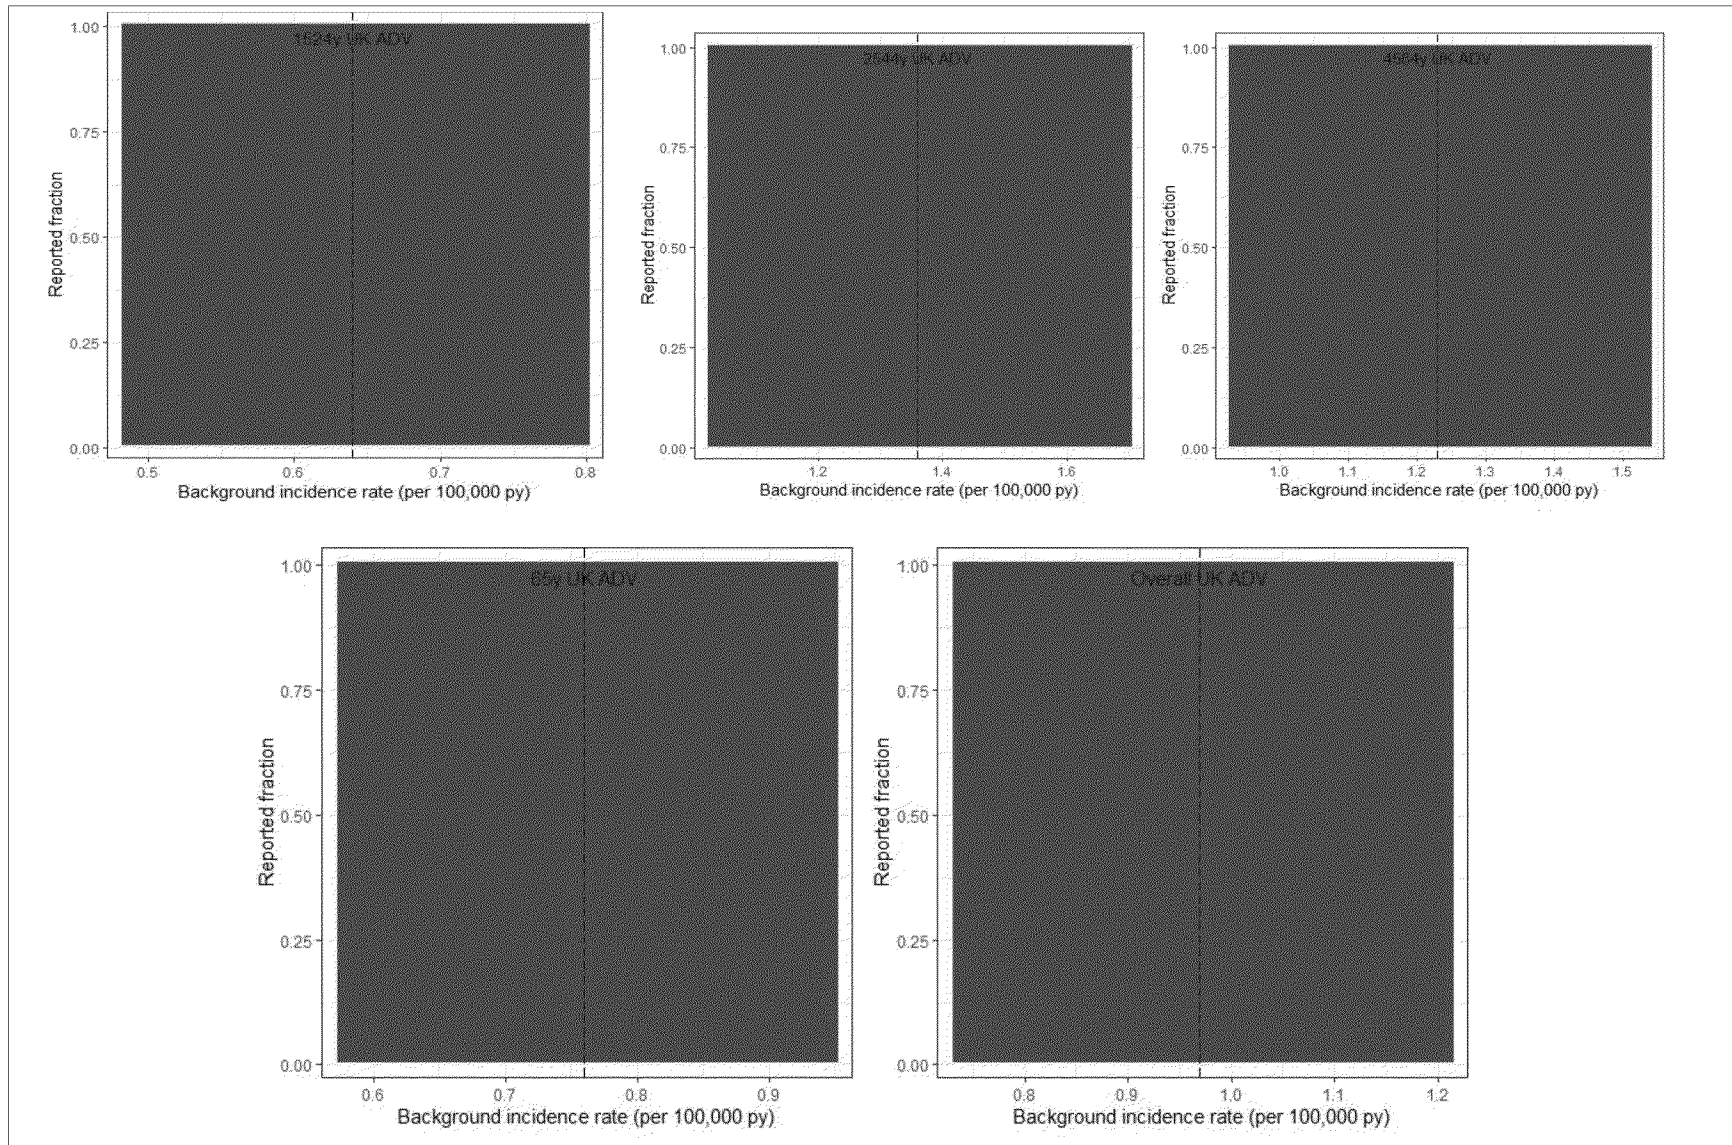 1524y UK ADV
1.00
0.75
0.50
0.25
0.00
Reported fraction
0.5 0.6 0.7 0.8
Background incidence rate (per 100,000 py)
2544y UK ADV
1.00
0.75
0.50
0.25
0.00
Reported fraction
1.2 1.4 1.6
Background incidence rate (per 100,000 py)
4564y UK ADV
1.00
0.75
0.50
0.25
0.00
Reported fraction
1.0 1.1 1.2 1.3 1.4 1.5
Background incidence rate (per 100,000 py)
65y UK ADV
1.00
0.75
0.50
0.25
0.00
Reported fraction
0.6 0.7 0.8 0.9
Background incidence rate (per 100,000 py)
Overall UK ADV
1.00
0.75
0.50
0.25
0.00
Reported fraction
0.8 0.9 1.0 1.1 1.2
Background incidence rate (per 100,000 py)